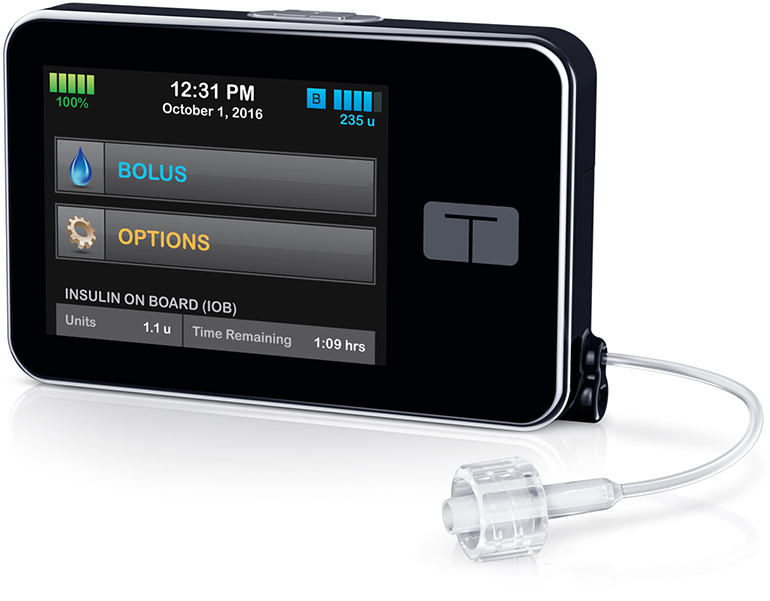 12:31 PM
October 1, 2016
100%
B
235 u
BOLUS
OPTIONS
INSULIN ON BOARD (IOB)
Units 1.1 u Time Remaining 1:09 hrs
T